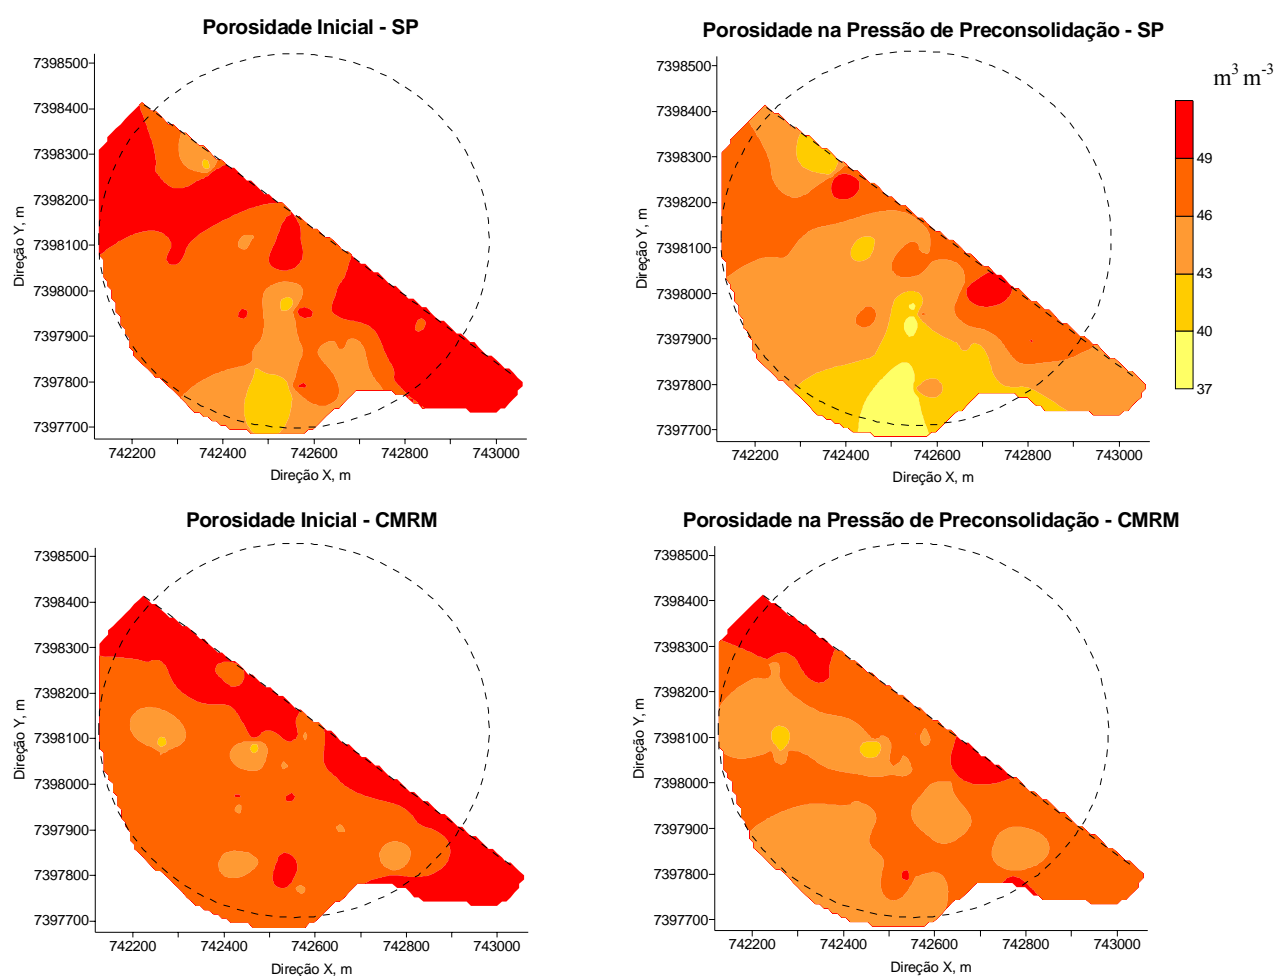 Porosidade Inicial - SP
7398500
7398400
7398300
7398200
7398100
7398000
7397900
7397800
7397700
Direção Y, m
742200 742400 742600 742800 743000
Direção X, m
Porosidade na Pressão de Preconsolidação - SP
7398500
7398400
7398300
7398200
7398100
7398000
7397900
7397800
7397700
Direção Y, m
742200 742400 742600 742800 743000
Direção X, m
m³ m⁻³
49
46
43
40
37
Porosidade Inicial - CMRM
7398500
7398400
7398300
7398200
7398100
7398000
7397900
7397800
7397700
Direção Y, m
742200 742400 742600 742800 743000
Direção X, m
Porosidade na Pressão de Preconsolidação - CMRM
7398500
7398400
7398300
7398200
7398100
7398000
7397900
7397800
7397700
Direção Y, m
742200 742400 742600 742800 743000
Direção X, m